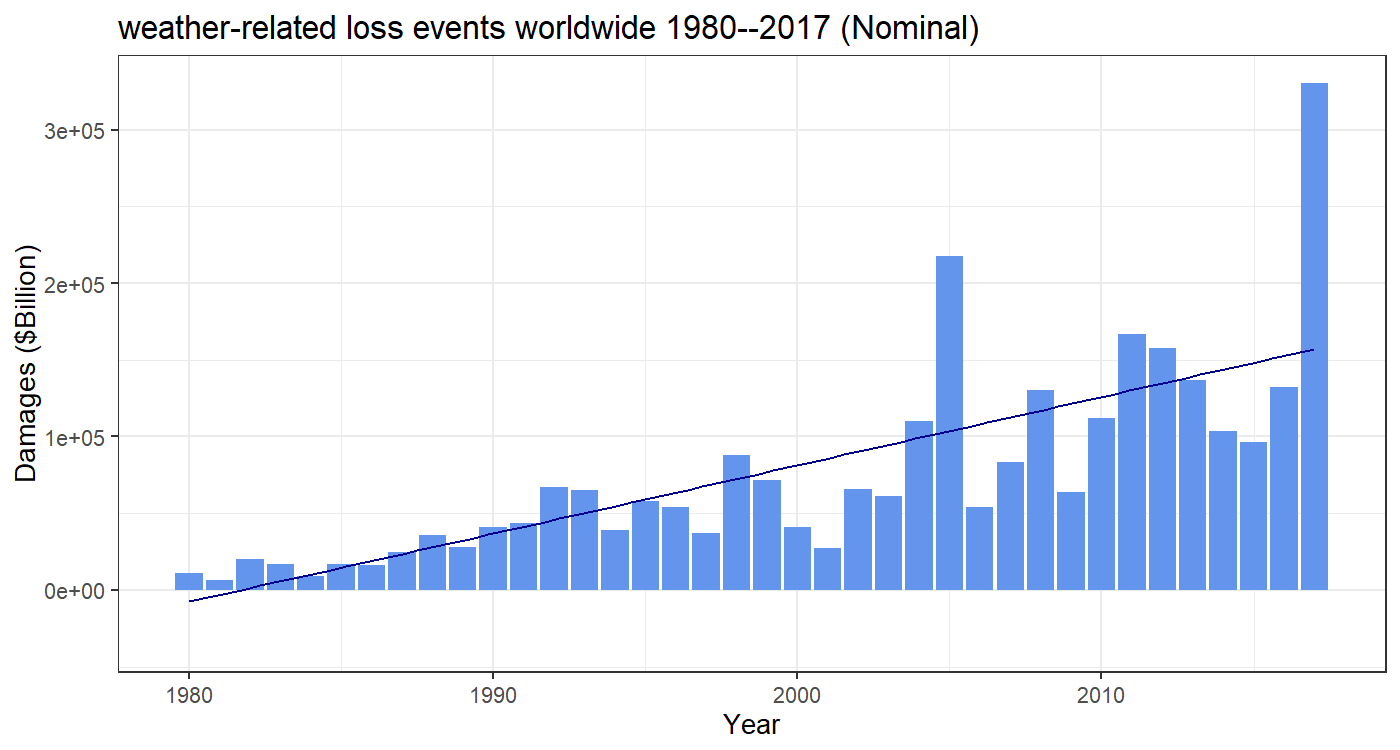 weather-related loss events worldwide 1980--2017 (Nominal)
Damages ($Billion)
3e+05
2e+05
1e+05
0e+00
1980 1990 2000 2010
Year